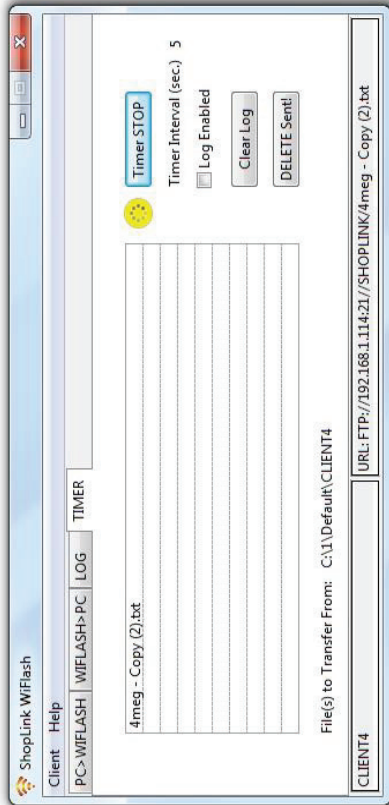 ShopLink WiFlash
Client Help
PC>WIFLASH WIFLASH>PC LOG TIMER
4meg - Copy (2).txt
Timer STOP
Timer Interval (sec.) 5
Log Enabled
Clear Log
DELETE Sent!
File(s) to Transfer From: C:\1\Default\CLIENT4
CLIENT4
URL: FTP://192.168.1.114:21//SHOPLINK/4meg - Copy (2).txt